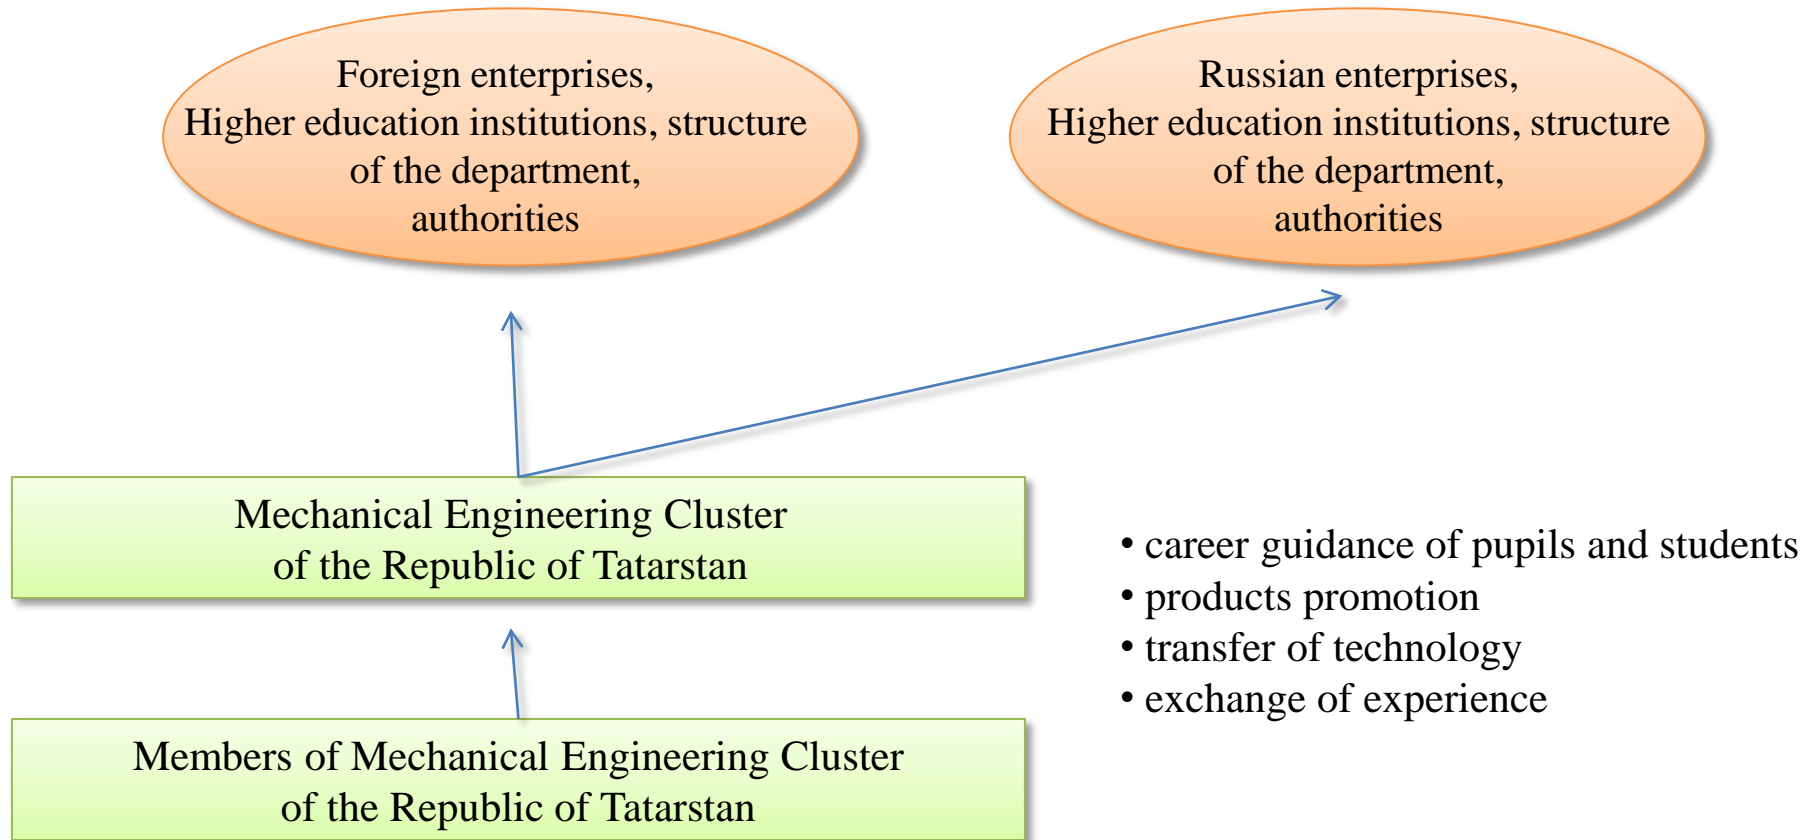 Foreign enterprises,
Higher education institutions, structure
of the department,
authorities
Russian enterprises,
Higher education institutions, structure
of the department,
authorities
Mechanical Engineering Cluster
of the Republic of Tatarstan
• career guidance of pupils and students
• products promotion
• transfer of technology
• exchange of experience
Members of Mechanical Engineering Cluster
of the Republic of Tatarstan